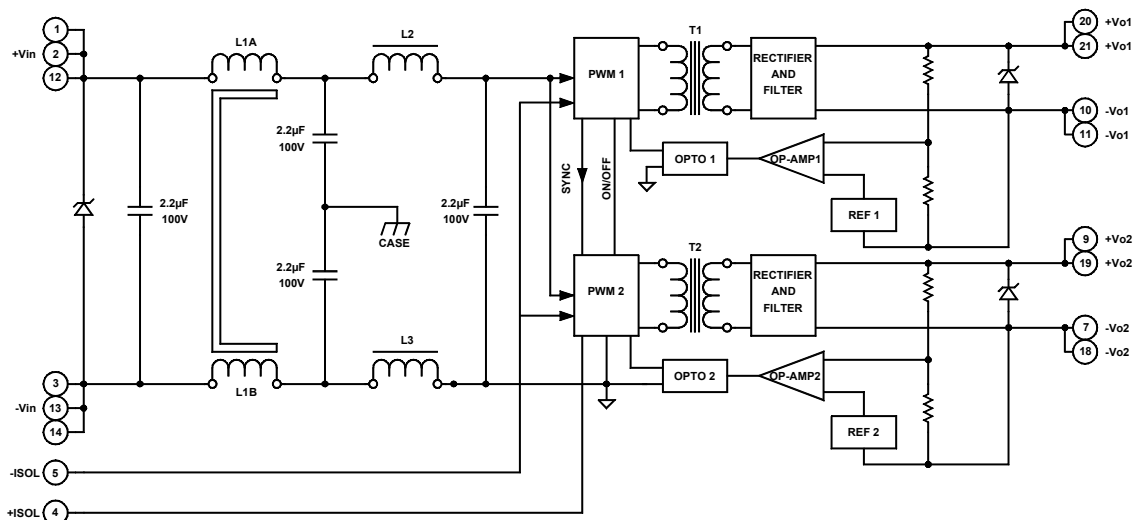 1
+Vin
2
12
L1A
L2
2.2µF
100V
2.2µF
100V
2.2µF
100V
2.2µF
100V
CASE
L1B
L3
3
-Vin
13
14
-ISOL
5
+ISOL
4
PWM 1
T1
RECTIFIER
AND
FILTER
20
+Vo1
21
+Vo1
10
-Vo1
11
-Vo1
SYNC
ON/OFF
OPTO 1
OP-AMP1
REF 1
PWM 2
T2
RECTIFIER
AND
FILTER
9
+Vo2
19
+Vo2
7
-Vo2
18
-Vo2
OPTO 2
OP-AMP2
REF 2